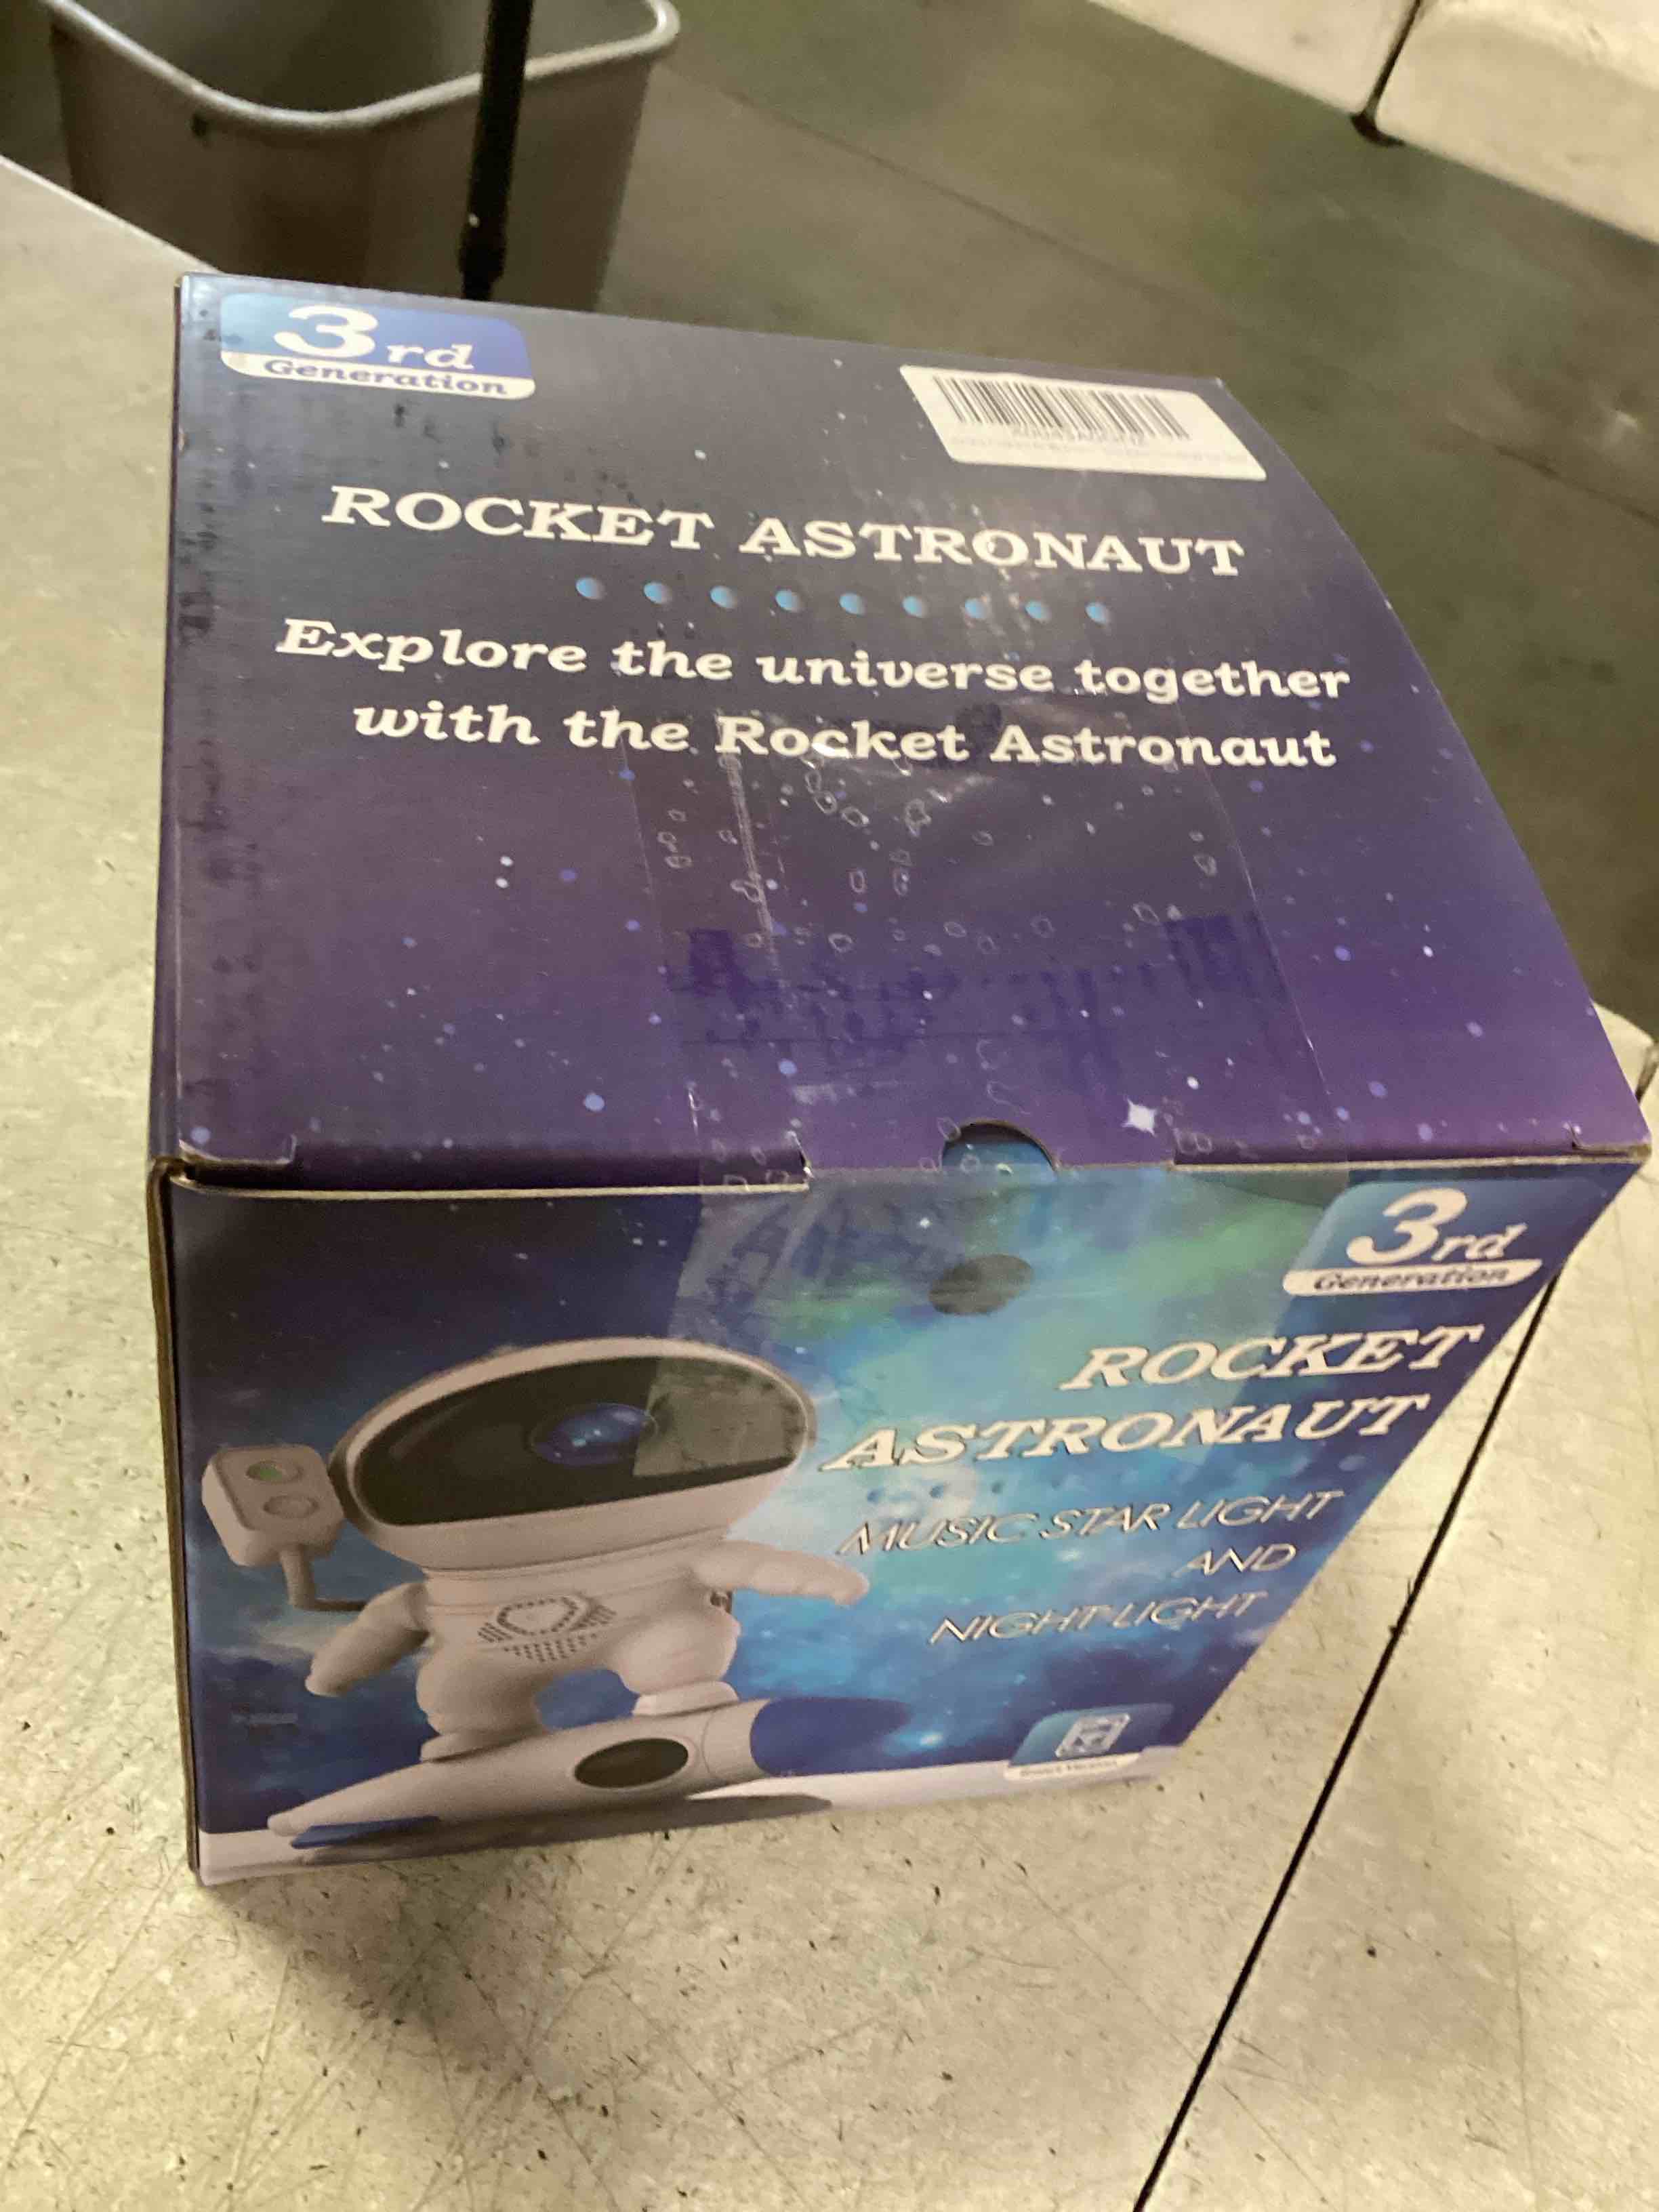 3rd
Generation
ROCKET ASTRONAUT
Explore the universe together
with the Rocket Astronaut
3rd
Generation
ROCKET
ASTRONAUT
MUSIC STAR LIGHT
AND
NIGHT LIGHT